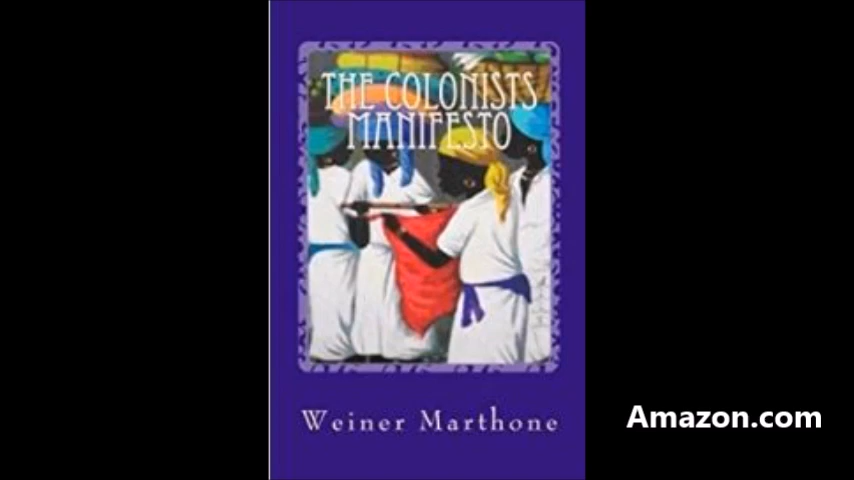 THE COLONISTS
MANIFESTO
Weiner Marthone
Amazon.com